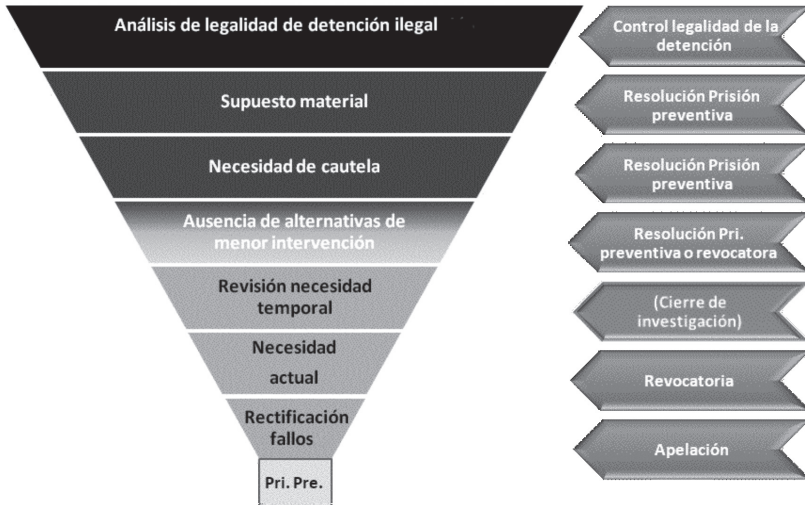 Análisis de legalidad de detención ilegal
Control legalidad de la
detención
Supuesto material
Resolución Prisión
preventiva
Necesidad de cautela
Resolución Prisión
preventiva
Ausencia de alternativas de
menor intervención
Resolución Pri.
preventiva o revocatora
Revisión necesidad
temporal
(Cierre de
investigación)
Necesidad
actual
Revocatoria
Rectificación
fallos
Apelación
Pri. Pre.